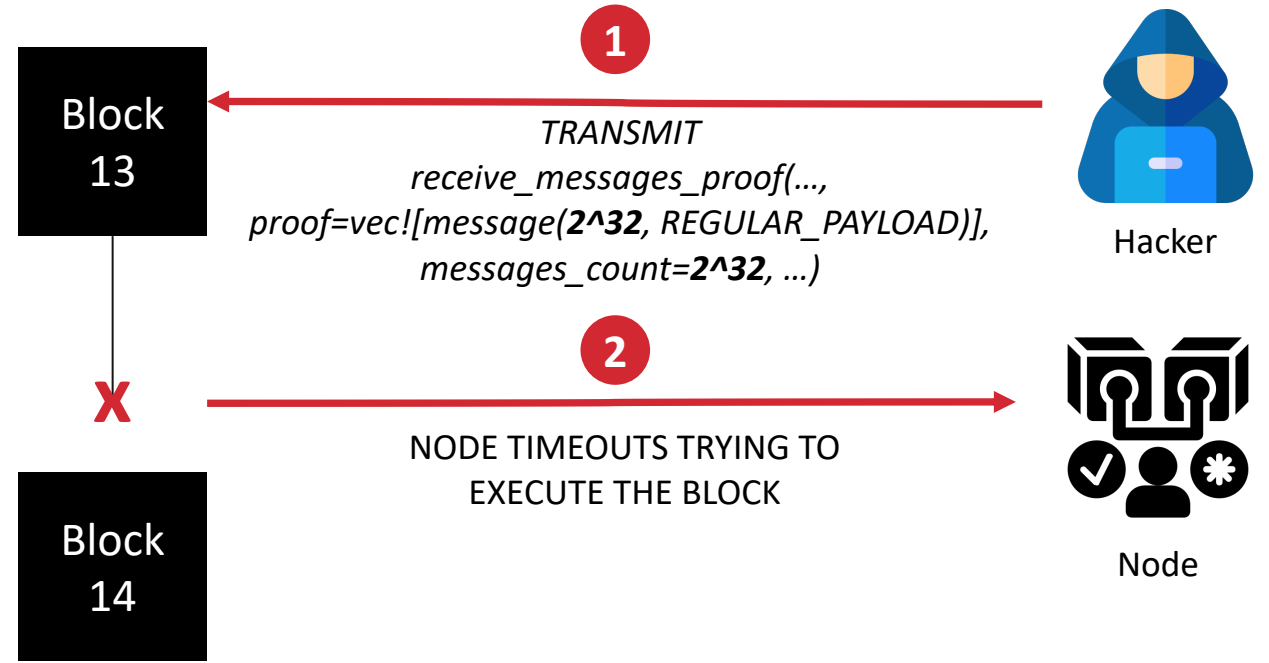 1
Block
13
TRANSMIT
receive_messages_proof(…,
proof=vec![message(2^32, REGULAR_PAYLOAD)],
messages_count=2^32, …)
Hacker
2
X
NODE TIMEOUTS TRYING TO
EXECUTE THE BLOCK
Block
14
Node